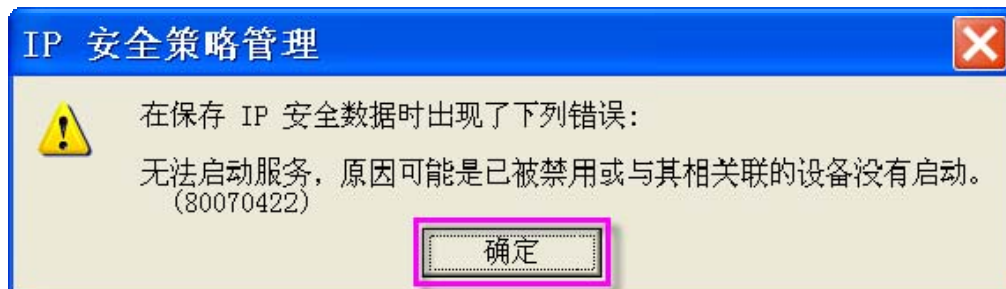 IP 安全策略管理
在保存 IP 安全数据时出现了下列错误:
无法启动服务，原因可能是已被禁用或与其相关联的设备没有启动。
(80070422)
确定